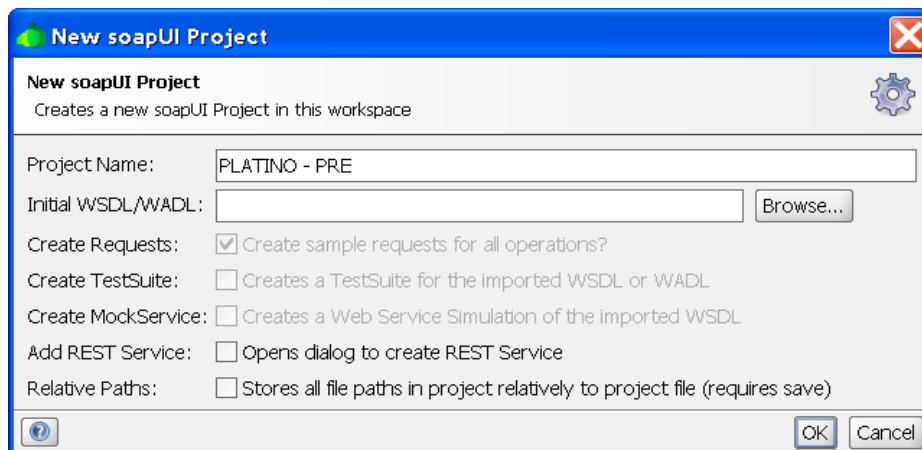 New soapUI Project
New soapUI Project
Creates a new soapUI Project in this workspace
Project Name: PLATINO - PRE
Initial WSDL/WADL: Browse...
Create Requests: Create sample requests for all operations?
Create TestSuite: Creates a TestSuite for the imported WSDL or WADL
Create MockService: Creates a Web Service Simulation of the imported WSDL
Add REST Service: Opens dialog to create REST Service
Relative Paths: Stores all file paths in project relatively to project file (requires save)
OK Cancel